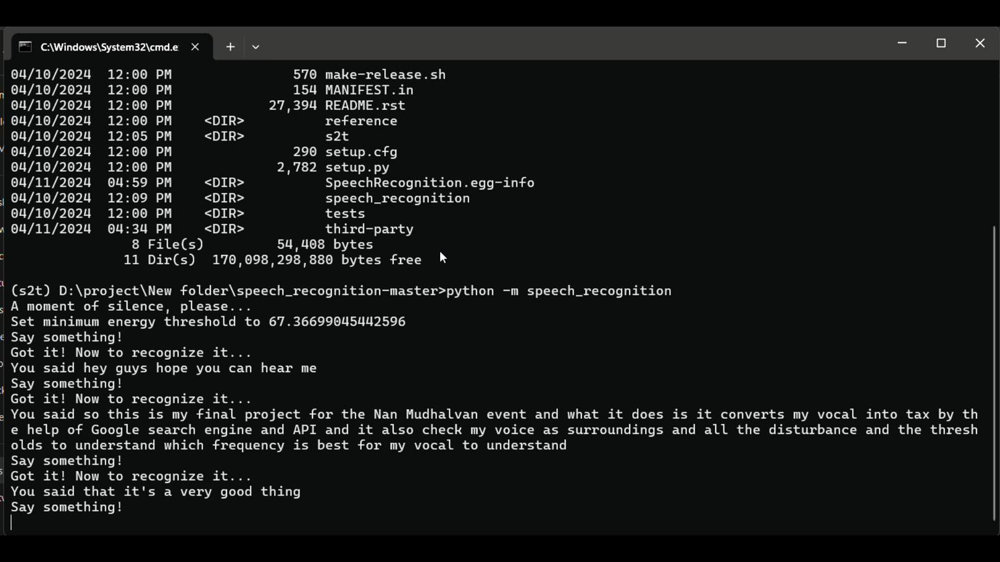 C:\Windows\System32\cmd.e
04/10/2024  12:00 PM               570 make-release.sh
04/10/2024  12:00 PM               154 MANIFEST.in
04/10/2024  12:00 PM            27,394 README.rst
04/10/2024  12:00 PM    <DIR>          reference
04/10/2024  12:05 PM    <DIR>          s2t
04/10/2024  12:00 PM               290 setup.cfg
04/10/2024  12:00 PM             2,782 setup.py
04/11/2024  04:59 PM    <DIR>          SpeechRecognition.egg-info
04/10/2024  12:09 PM    <DIR>          speech_recognition
04/10/2024  12:00 PM    <DIR>          tests
04/11/2024  04:34 PM    <DIR>          third-party
               8 File(s)         54,408 bytes
              11 Dir(s)  170,098,298,880 bytes free
(s2t) D:\project\New folder\speech_recognition-master>python -m speech_recognition
A moment of silence, please...
Set minimum energy threshold to 67.36699045442596
Say something!
Got it! Now to recognize it...
You said hey guys hope you can hear me
Say something!
Got it! Now to recognize it...
You said so this is my final project for the Nan Mudhalvan event and what it does is it converts my vocal into tax by th
e help of Google search engine and API and it also check my voice as surroundings and all the disturbance and the thresh
olds to understand which frequency is best for my vocal to understand
Say something!
Got it! Now to recognize it...
You said that it's a very good thing
Say something!